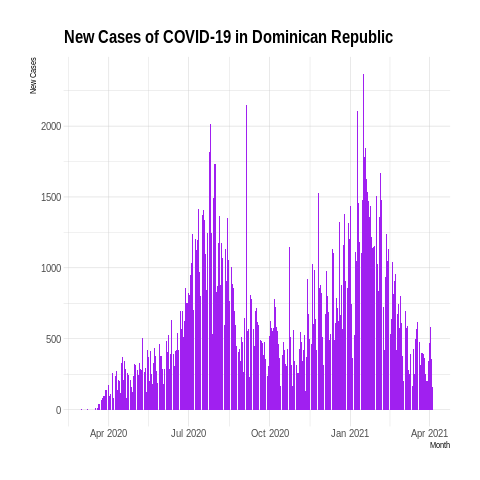 New Cases of COVID-19 in Dominican Republic
New Cases
2000
1500
1000
500
0
Apr 2020 Jul 2020 Oct 2020 Jan 2021 Apr 2021
Month